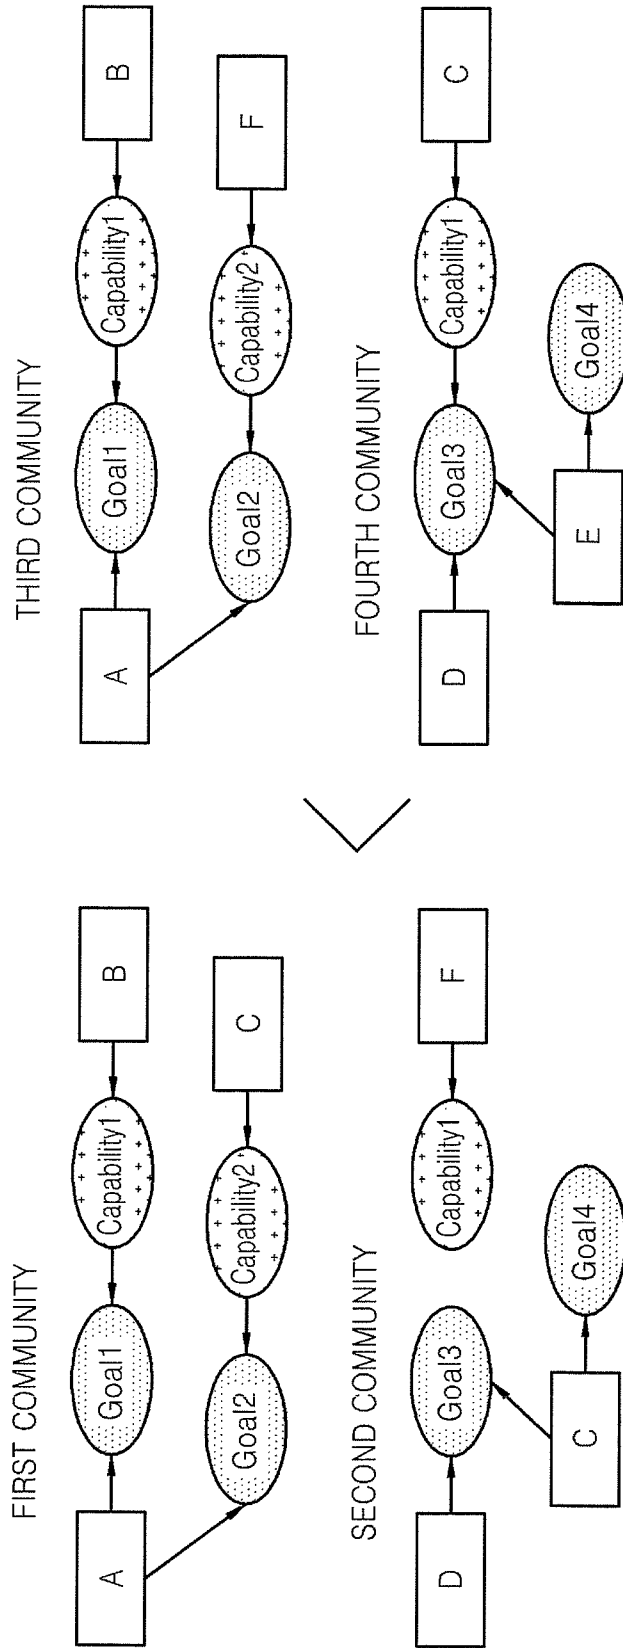 FIRST COMMUNITY
A
Goal1
Capability1
B
Goal2
Capability2
C
SECOND COMMUNITY
D
Goal3
Capability1
F
C
Goal4
THIRD COMMUNITY
A
Goal1
Capability1
B
Goal2
Capability2
F
FOURTH COMMUNITY
D
Goal3
Capability1
C
E
Goal4